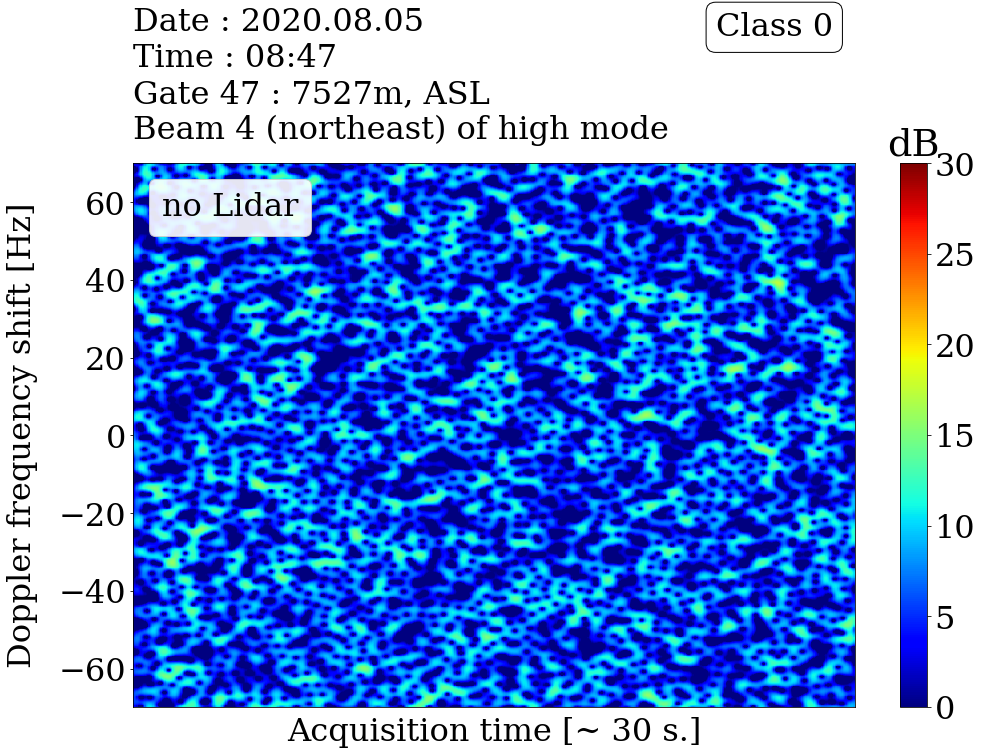 Date : 2020.08.05
Time : 08:47
Gate 47 : 7527m, ASL
Beam 4 (northeast) of high mode
Class 0
dB
no Lidar
Doppler frequency shift [Hz]
60
40
20
0
−20
−40
−60
Acquisition time [~ 30 s.]
30
25
20
15
10
5
0